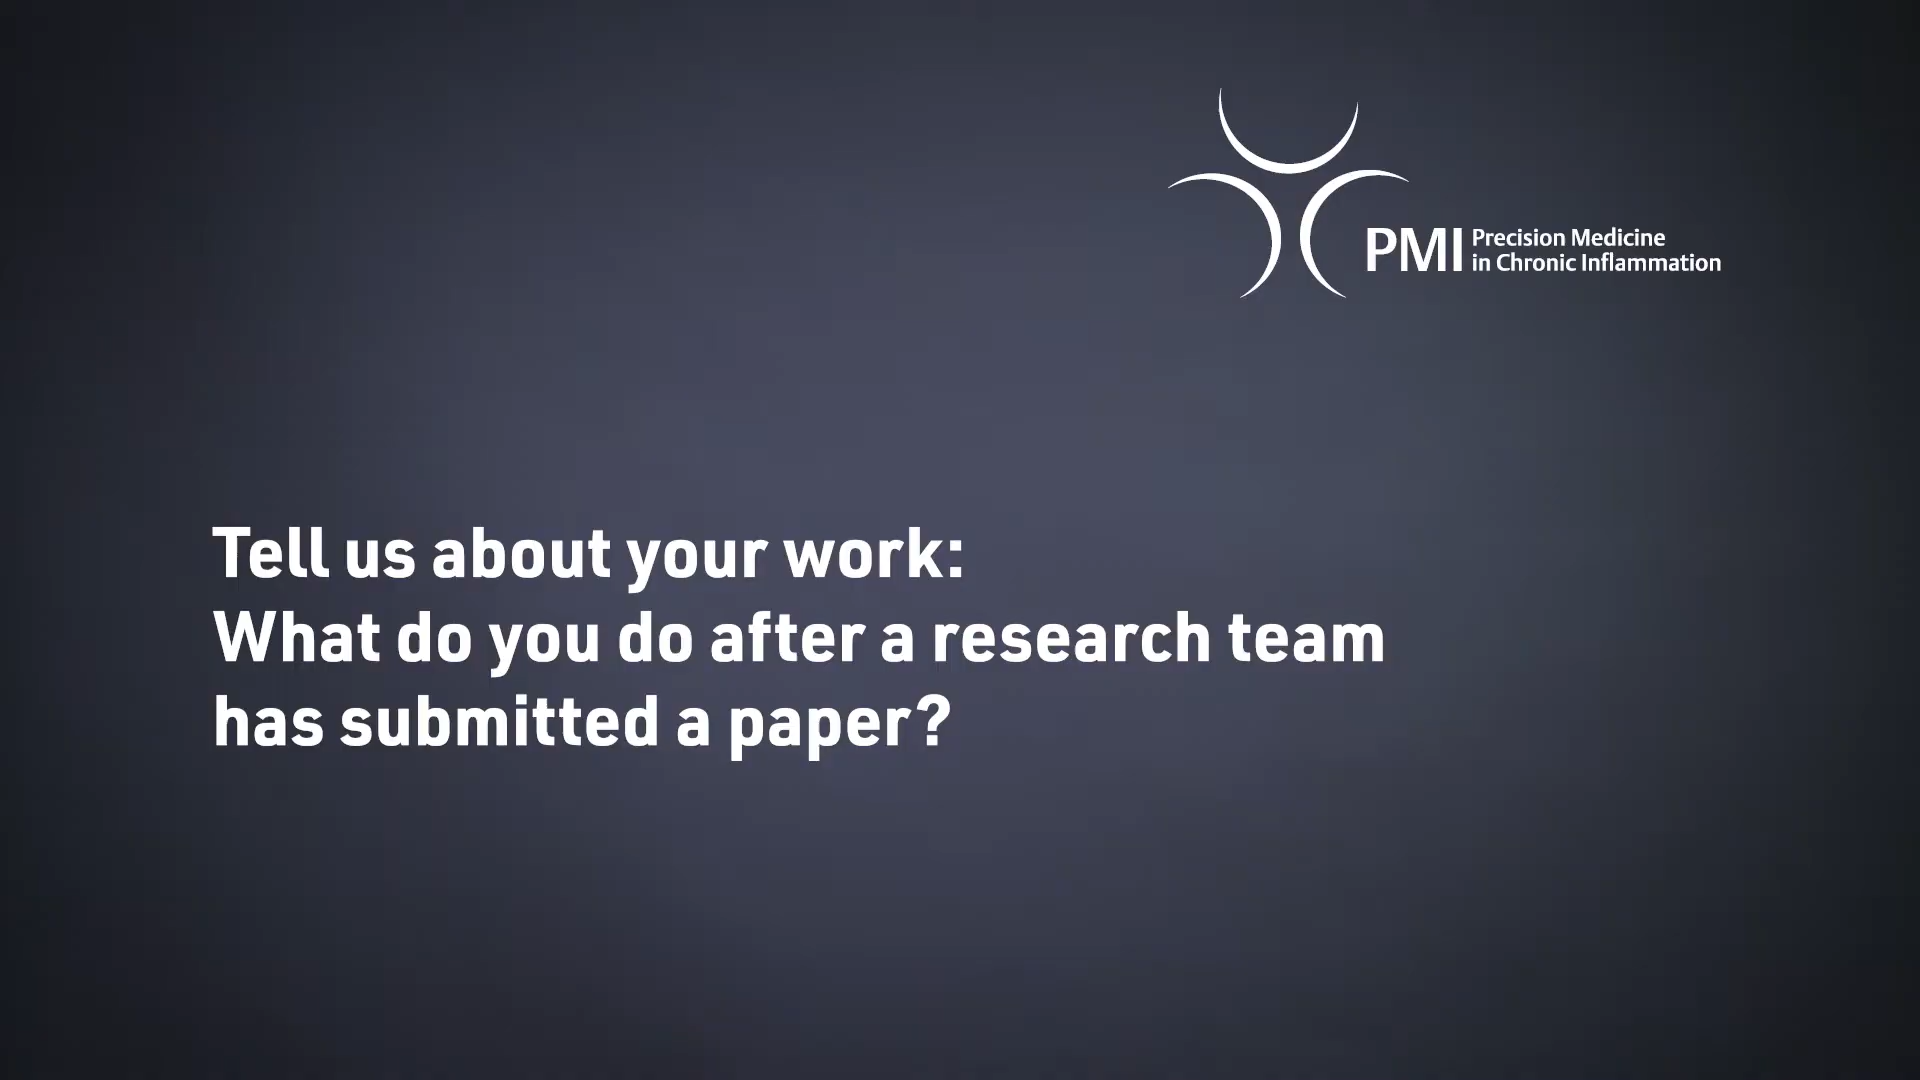 PMI Precision Medicine
in Chronic Inflammation
Tell us about your work:
What do you do after a research team
has submitted a paper?